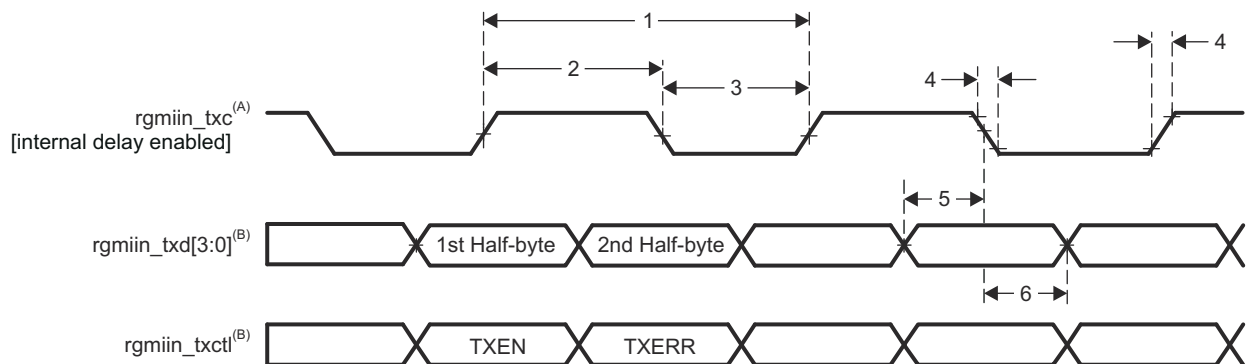 1
2
3
4
4
rgmiin_txc(A)
[internal delay enabled]
5
rgmiin_txd[3:0](B)
1st Half-byte
2nd Half-byte
6
rgmiin_txctl(B)
TXEN
TXERR